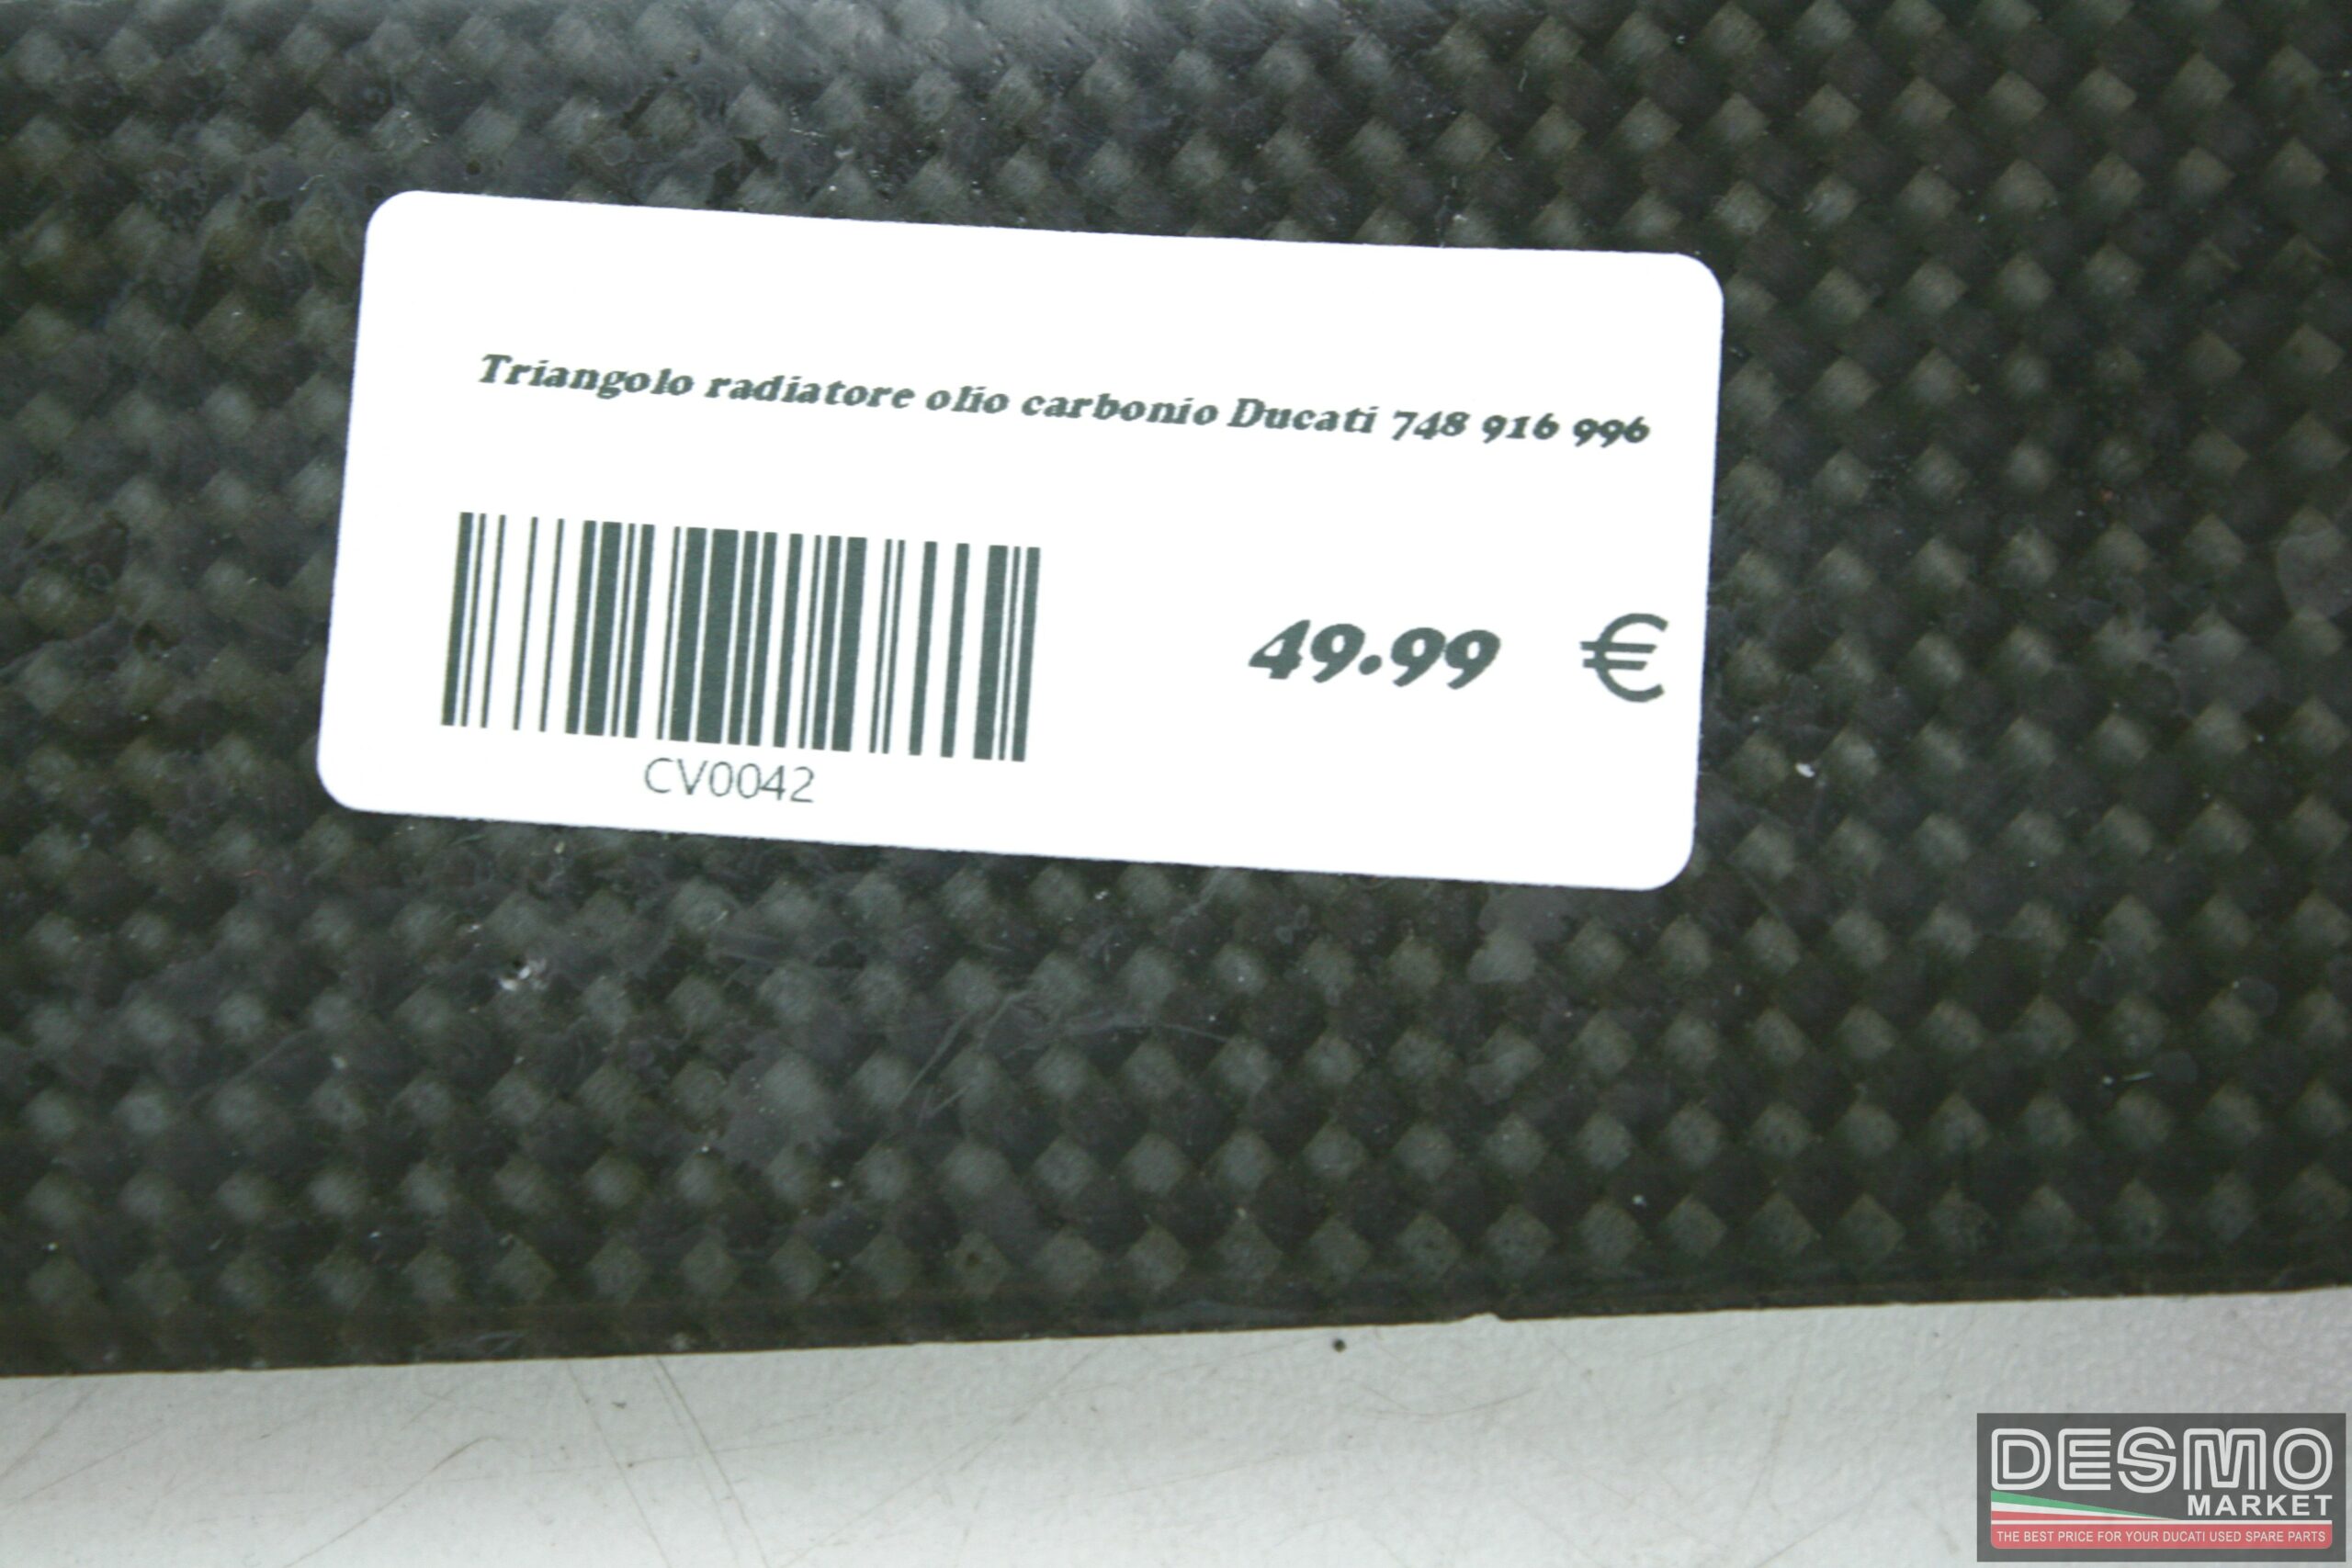 Triangolo radiatore olio carbonio Ducati 748 916 996
49.99 €
CV0042
DESMO
MARKET
THE BEST PRICE FOR YOUR DUCATI USED SPARE PARTS